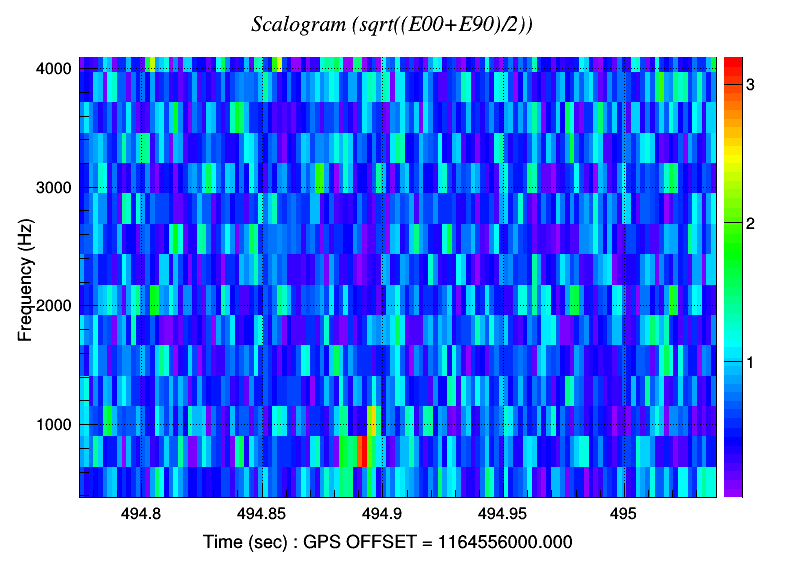 Scalogram (sqrt((E00+E90)/2))
4000
3000
2000
1000
Frequency (Hz)
3
2
1
494.8 494.85 494.9 494.95 495
Time (sec) : GPS OFFSET = 1164556000.000